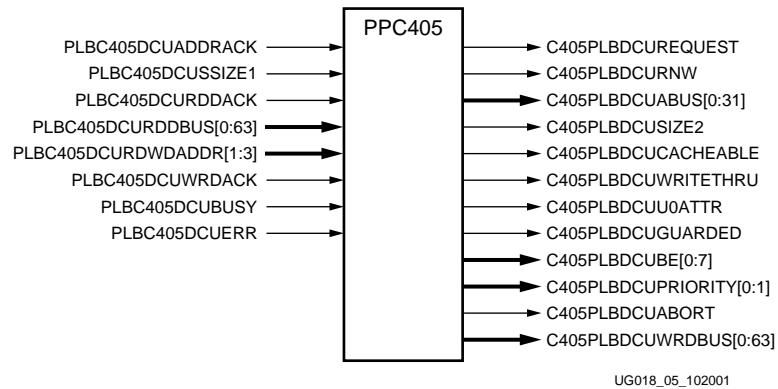 PPC405
PLBC405DCUADDRACK
PLBC405DCUSSIZE1
PLBC405DCURDDACK
PLBC405DCURDDBUS[0:63]
PLBC405DCURDWDADDR[1:3]
PLBC405DCUWRDACK
PLBC405DCUBUSY
PLBC405DCUERR
C405PLBDCUREQUEST
C405PLBDCURNW
C405PLBDCUABUS[0:31]
C405PLBDCUSIZE2
C405PLBDCUCACHEABLE
C405PLBDCUWRITETHRU
C405PLBDCUU0ATTR
C405PLBDCUGUARDED
C405PLBDCUBE[0:7]
C405PLBDCUPRIORITY[0:1]
C405PLBDCUABORT
C405PLBDCUWRDBUS[0:63]
UG018_05_102001